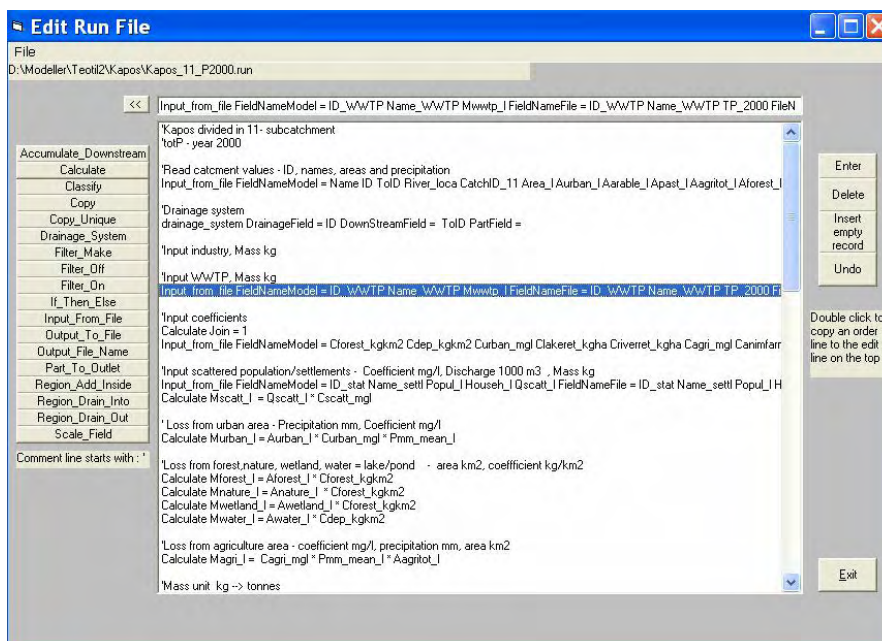 Edit Run File
File
D:\Modeller\Teotil2\Kapos\Kapos_11_P2000.run
<<
Input_from_file FieldNameModel = ID_WWTP Name_WWTP Mwwtp_l FieldNameFile = ID_WWTP Name_WWTP TP_2000 FileN
Accumulate_Downstream
Calculate
Classify
Copy
Copy_Unique
Drainage_System
Filter_Make
Filter_Off
Filter_On
If_Then_Else
Input_From_File
Output_To_File
Output_File_Name
Part_To_Outlet
Region_Add_Inside
Region_Drain_Into
Region_Drain_Out
Scale_Field
Comment line starts with : '
'Kapos divided in 11- subcatchment
'totP - year 2000
'Read catcment values - ID, names, areas and precipitation
Input_from_file FieldNameModel = Name ID ToID River_loca CatchID_11 Area_l Aurban_l Aarable_l Apast_l Aagritot_l Aforest_l
'Drainage system
drainage_system DrainageField = ID DownStreamField = ToID PartField =
'Input industry, Mass kg
'Input WWTP, Mass kg
Input_from_file FieldNameModel = ID_WWTP Name_WWTP Mwwtp_l FieldNameFile = ID_WWTP Name_WWTP TP_2000 Fi
'Input coefficients
Calculate Join = 1
Input_from_file FieldNameModel = Cforest_kgkm2 Cdep_kgkm2 Curban_mgl Clakeret_kgha Criverret_kgha Cagri_mgl Canimfarr
'Input scattered population/settlements - Coefficient mg/l, Discharge 1000 m3 , Mass kg
Input_from_file FieldNameModel = ID_stat Name_settl Popul_l Househ_l Qscatt_l FieldNameFile = ID_stat Name_settl Popul_l H
Calculate Mscatt_l = Qscatt_l * Cscatt_mgl
' Loss from urban area - Precipitation mm, Coefficient mg/l
Calculate Murban_l = Aurban_l * Curban_mgl * Pmm_mean_l
'Loss from forest,nature, wetland, water = lake/pond - area km2, coeffficient kg/km2
Calculate Mforest_l = Aforest_l * Cforest_kgkm2
Calculate Mnature_l = Anature_l * Cforest_kgkm2
Calculate Mwetland_l = Awetland_l * Cforest_kgkm2
Calculate Mwater_l = Awater_l * Cdep_kgkm2
'Loss from agriculture area - coefficient mg/l, precipitation mm, area km2
Calculate Magri_l = Cagri_mgl * Pmm_mean_l * Aagritot_l
'Mass unit kg --> tonnes
Enter
Delete
Insert
empty
record
Undo
Double click to
copy an order
line to the edit
line on the top
Exit